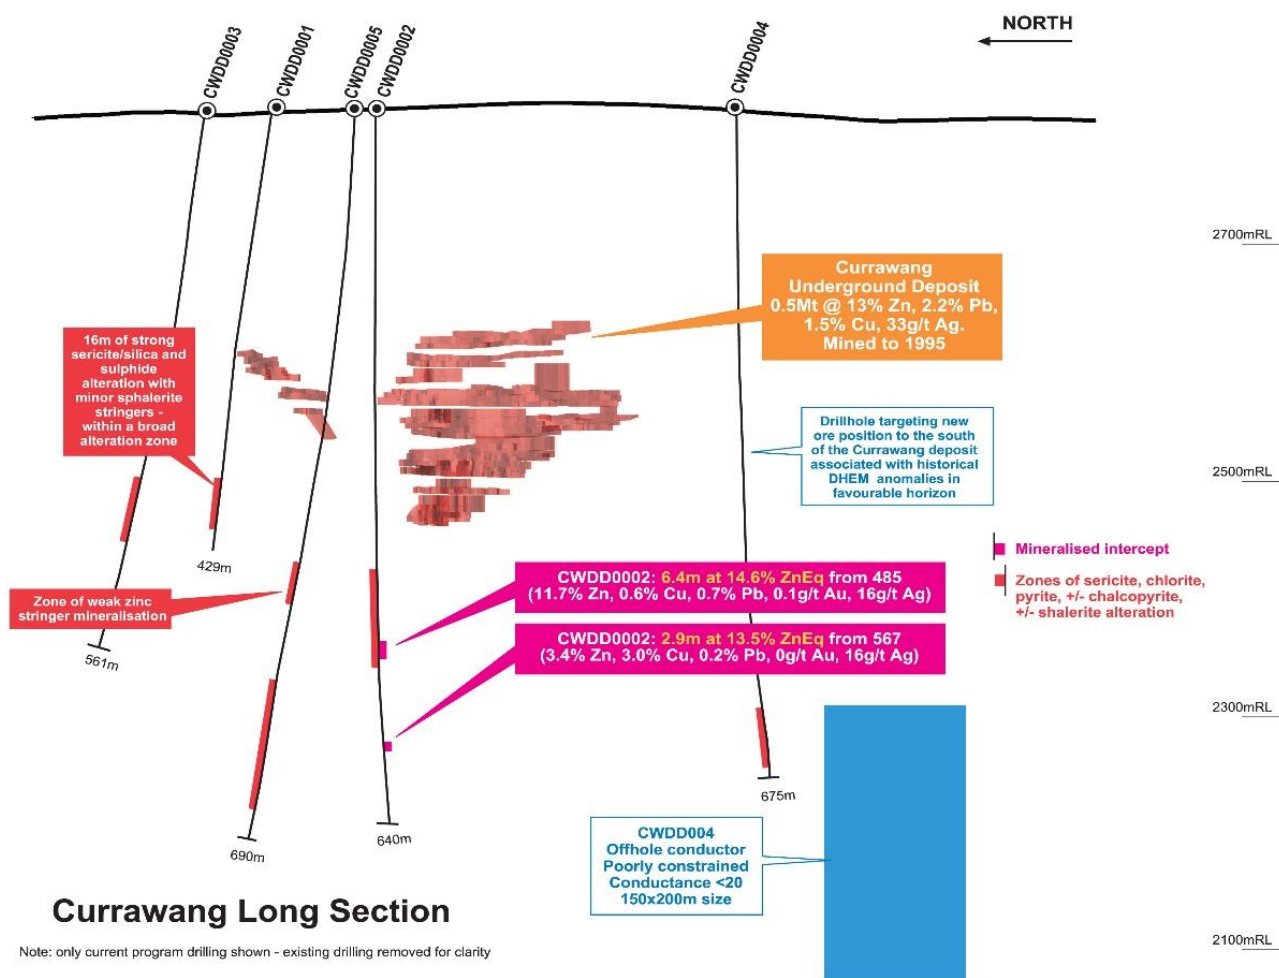 NORTH
CWDD0003
CWDD0001
CWDD0005
CWDD0002
CWDD0004
2700mRL
Currawang
Underground Deposit
0.5Mt @ 13% Zn, 2.2% Pb,
1.5% Cu, 33g/t Ag.
Mined to 1995
16m of strong
sericite/silica and
sulphide
alteration with
minor sphalerite
stringers -
within a broad
alteration zone
Drillhole targeting new
ore position to the south
of the Currawang deposit
associated with historical
DHEM anomalies in
favourable horizon
2500mRL
429m
Mineralised intercept
Zones of sericite, chlorite,
pyrite, +/- chalcopyrite,
+/- shalerite alteration
CWDD0002: 6.4m at 14.6% ZnEq from 485
(11.7% Zn, 0.6% Cu, 0.7% Pb, 0.1g/t Au, 16g/t Ag)
Zone of weak zinc
stringer mineralisation
CWDD0002: 2.9m at 13.5% ZnEq from 567
(3.4% Zn, 3.0% Cu, 0.2% Pb, 0g/t Au, 16g/t Ag)
561m
2300mRL
675m
640m
690m
CWDD004
Offhole conductor
Poorly constrained
Conductance <20
150x200m size
Currawang Long Section
Note: only current program drilling shown - existing drilling removed for clarity
2100mRL